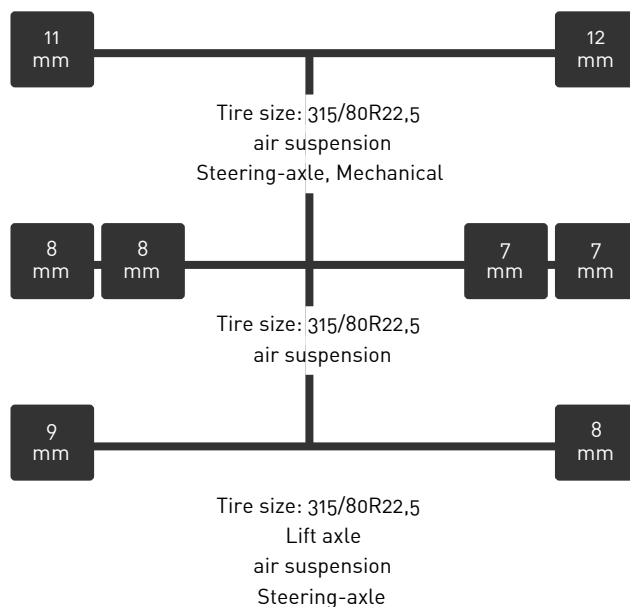 11
mm
12
mm
Tire size: 315/80R22,5
air suspension
Steering-axle, Mechanical
8
mm
8
mm
7
mm
7
mm
Tire size: 315/80R22,5
air suspension
9
mm
8
mm
Tire size: 315/80R22,5
Lift axle
air suspension
Steering-axle